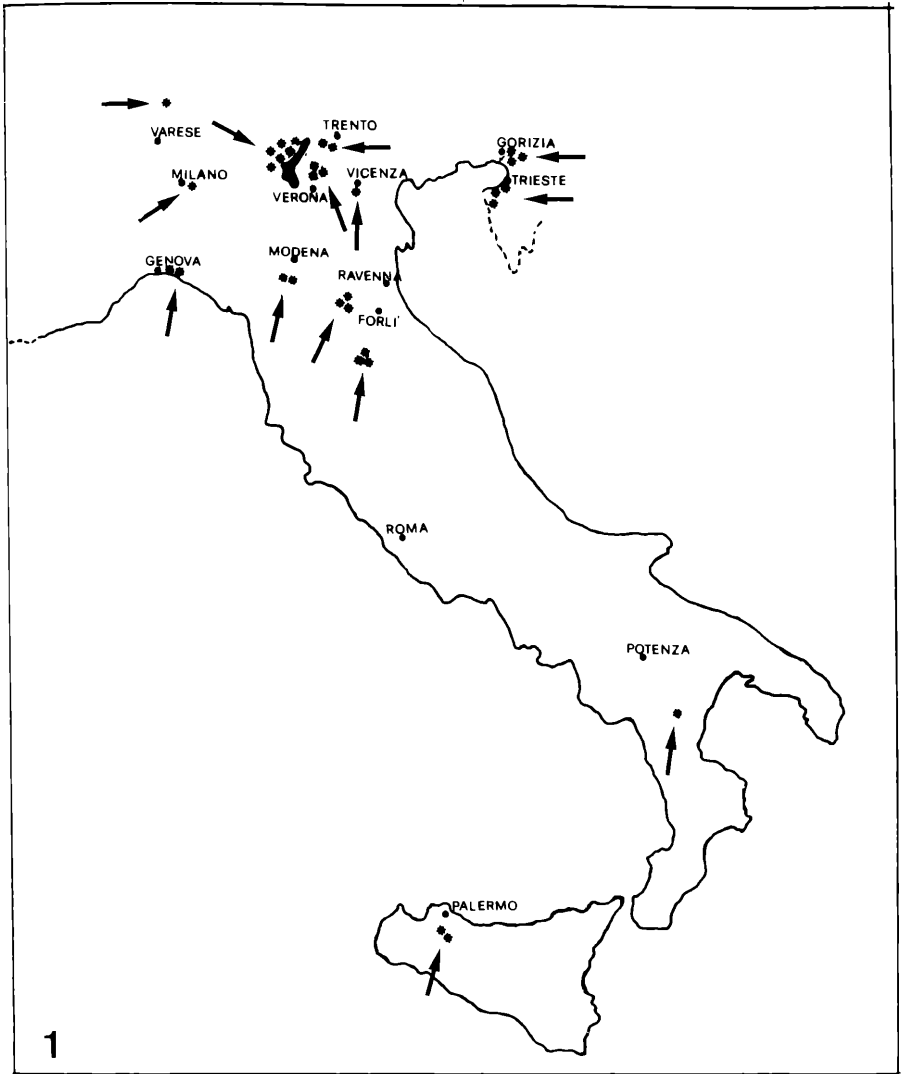 TRENTO
VARESE
GORIZIA
MILANO
VICENZA
TRIESTE
VERONA
MODENA
GENOVA
RAVENNA
FORLI'
ROMA
POTENZA
PALERMO
1